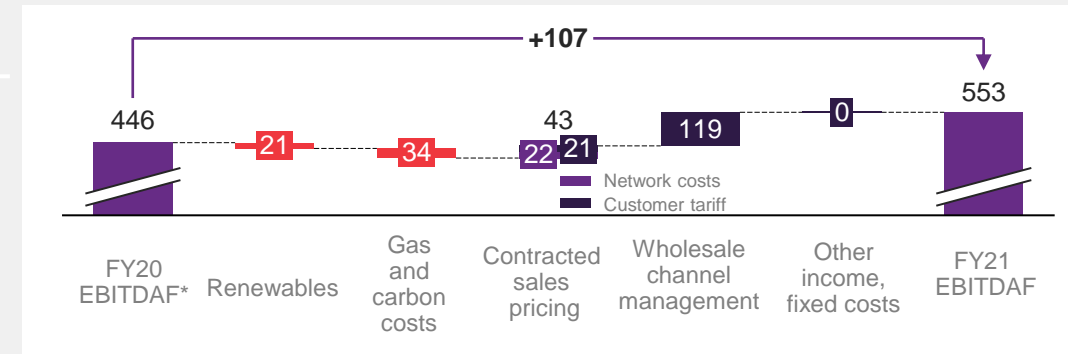 +107
446
21
34
43
22
21
119
0
553
Network costs
Customer tariff
FY20
EBITDAF*
Renewables
Gas
and
carbon
costs
Contracted
sales
pricing
Wholesale
channel
management
Other
income,
fixed costs
FY21
EBITDAF